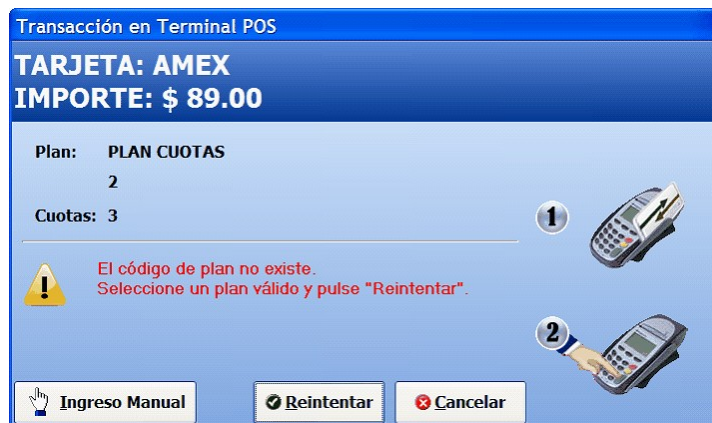 Transacción en Terminal POS
TARJETA: AMEX
IMPORTE: $ 89.00
Plan: PLAN CUOTAS
2
Cuotas: 3
1
El código de plan no existe.
Seleccione un plan válido y pulse "Reintentar".
2
Ingreso Manual
Reintentar
Cancelar